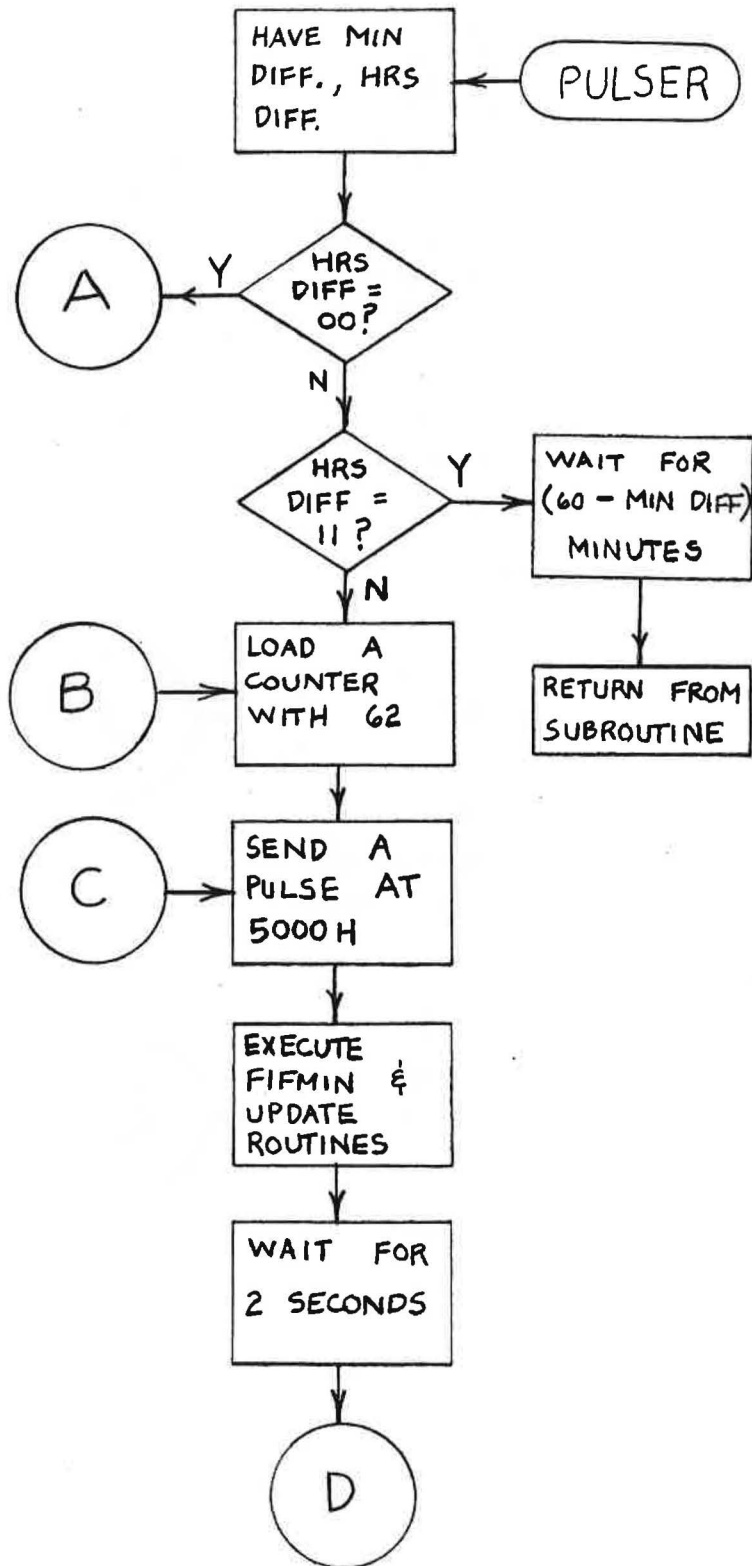 HAVE MIN
DIFF., HRS
DIFF.
PULSER
HRS
DIFF =
00?
Y
A
N
HRS
DIFF =
11?
Y
WAIT FOR
(60 - MIN DIFF)
MINUTES
RETURN FROM
SUBROUTINE
N
B
LOAD A
COUNTER
WITH 62
C
SEND A
PULSE AT
5000H
EXECUTE
FIFMIN &
UPDATE
ROUTINES
WAIT FOR
2 SECONDS
D